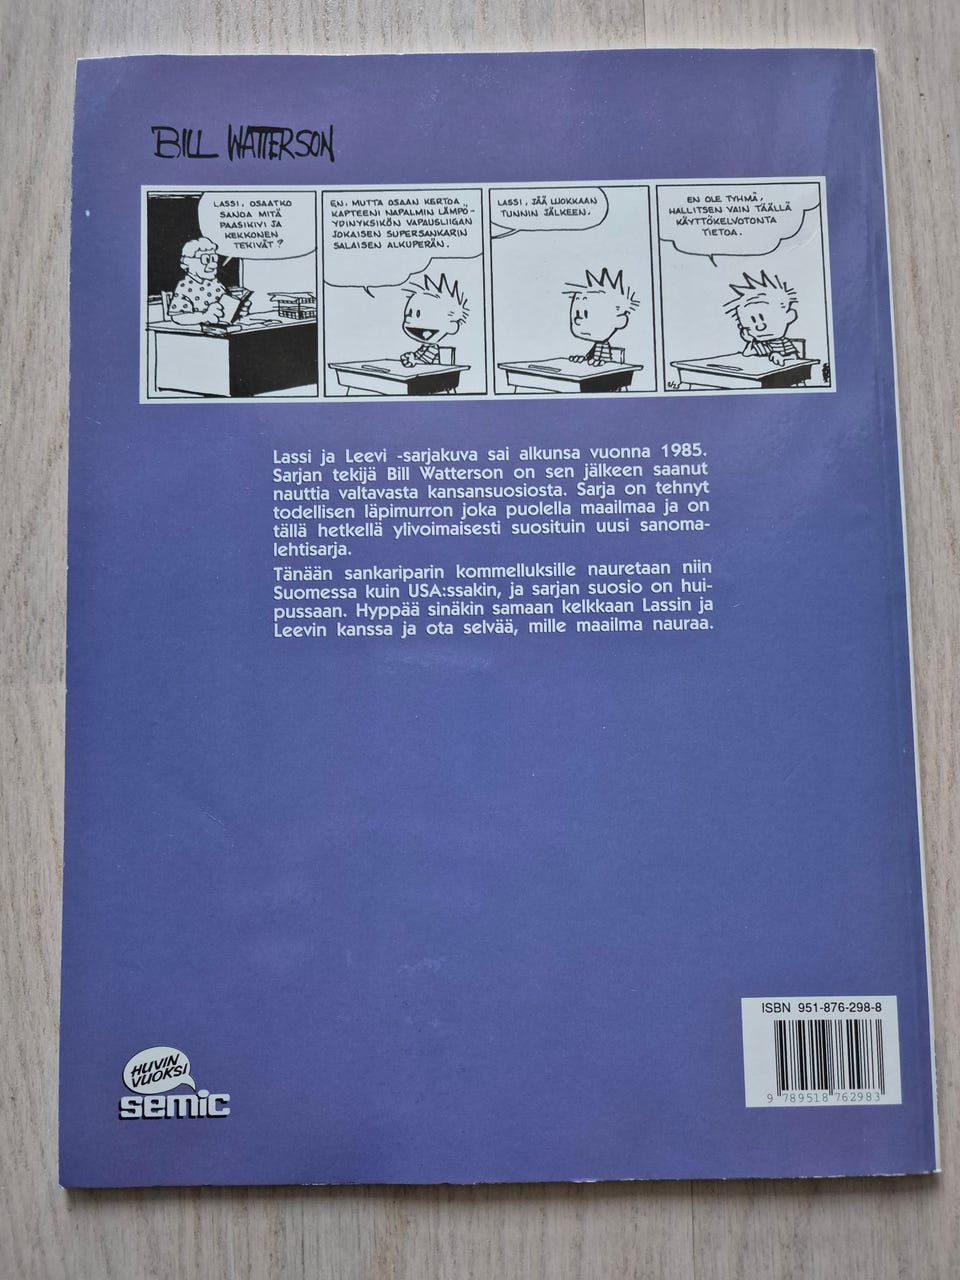 BILL WATTERSON
LASSI, OSAATKO
SANOA MITÄ
PAASIKIVI JA
KEKKONEN
TEKIVÄT?
EN, MUTTA OSAAN KERTOA
KAPTEENI NAPALMIN LÄMPÖ-
YDINYKSIKÖN VAPAUSLIIGAN
JOKAISEN SUPERSANKARIN
SALAISEN ALKUPERÄN.
LASSI, JÄÄ LUOKKAAN
TUNNIN JÄLKEEN.
EN OLE TYHMÄ,
HALLITSEN VAIN TÄÄLLÄ
KÄYTTÖKELVOTONTA
TIETOA.
Lassi ja Leevi -sarjakuva sai alkunsa vuonna 1985.
Sarjan tekijä Bill Watterson on sen jälkeen saanut
nauttia valtavasta kansansuosiosta. Sarja on tehnyt
todellisen läpimurron joka puolella maailmaa ja on
tällä hetkellä ylivoimaisesti suosituin uusi sanoma-
lehtisarja.
Tänään sankariparin kommelluksille nauretaan niin
Suomessa kuin USA:ssakin, ja sarjan suosio on hui-
pussaan. Hyppää sinäkin samaan kelkkaan Lassin ja
Leevin kanssa ja ota selvää, mille maailma nauraa.
ISBN 951-876-298-8
9 789518 762983
HUVIN
VUOKSI
semic